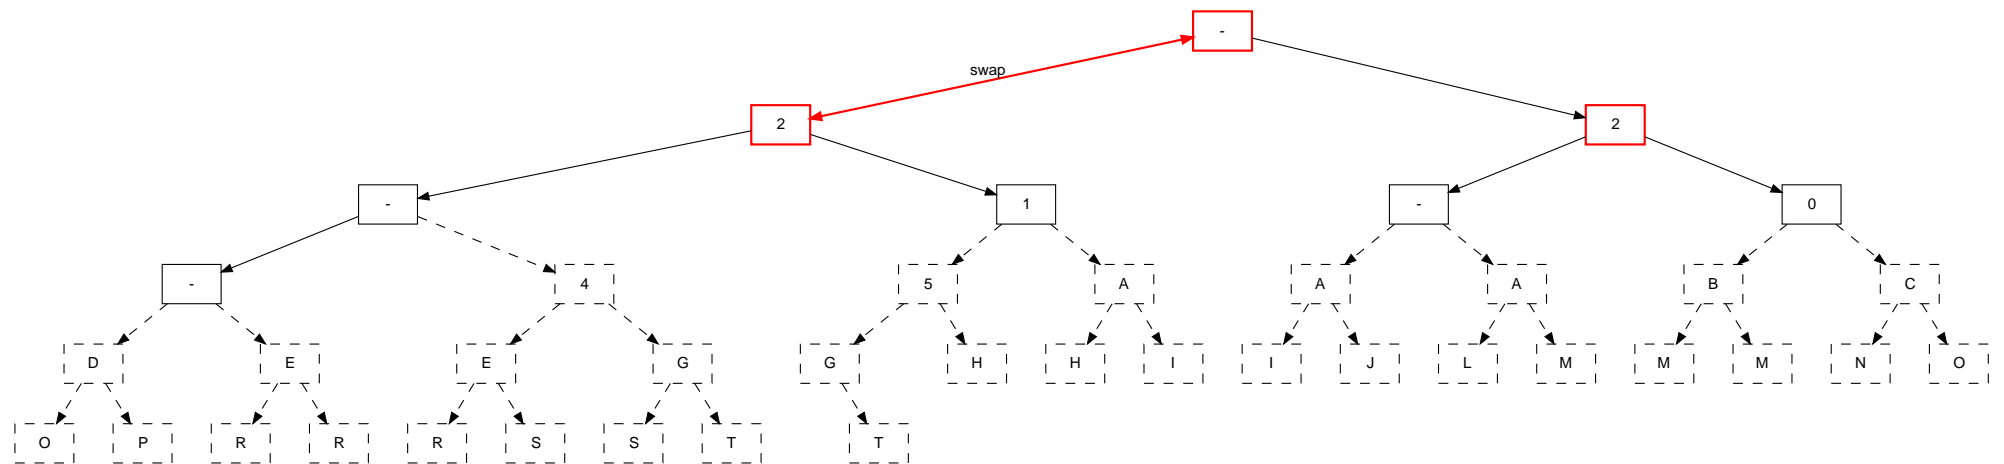 -
swap
2 2
- 1 - 0
- 4 5 A A A B C
D E E G G H H I I J L M M M N O
O P R R R S S T T